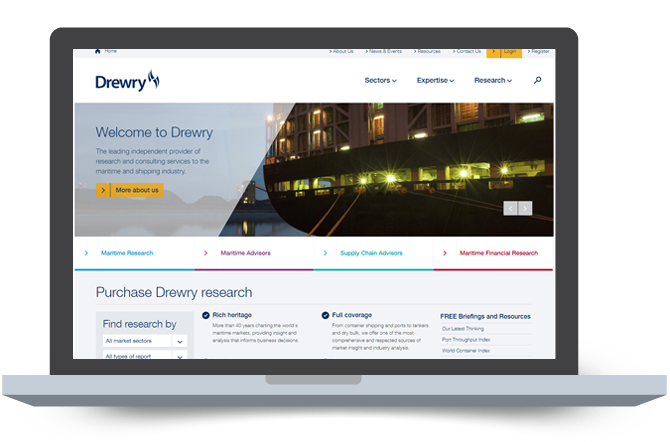 Home
About Us
News & Events
Resources
Contact Us
Login
Register
Drewry
Sectors
Expertise
Research
Welcome to Drewry
The leading independent provider of
research and consulting services to the
maritime and shipping industry.
More about us
Maritime Research
Maritime Advisors
Supply Chain Advisors
Maritime Financial Research
Purchase Drewry research
Find research by
All market sectors
All types of report
Rich heritage
More than 40 years charting the world's
maritime markets, providing insight and
analysis that informs business decisions.
Full coverage
From container shipping and ports to tankers
and dry bulk, we offer one of the most
comprehensive and respected sources of
market insight and industry analysis.
FREE Briefings and Resources
Our Latest Thinking
Port Throughput Index
World Container Index